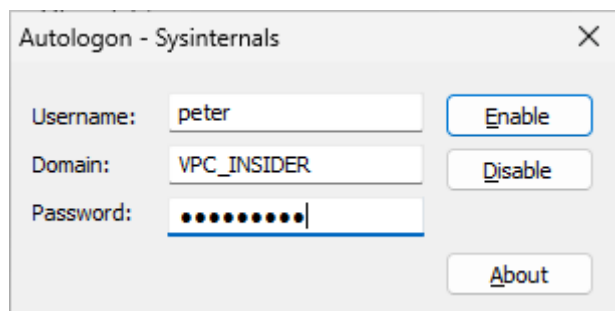 Autologon - Sysinternals
Username: peter Enable
Domain: VPC_INSIDER Disable
Password: ●●●●●●●●●
About